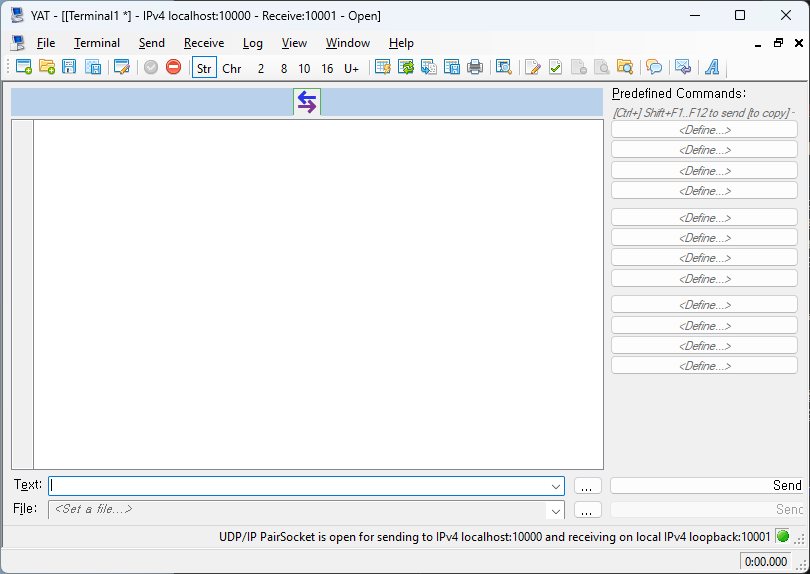 YAT - [[Terminal1 *] - IPv4 localhost:10000 - Receive:10001 - Open]
File Terminal Send Receive Log View Window Help
Str Chr 2 8 10 16 U+
Predefined Commands:
[Ctrl+] Shift+F1..F12 to send [to copy] -
<Define...>
<Define...>
<Define...>
<Define...>
<Define...>
<Define...>
<Define...>
<Define...>
<Define...>
<Define...>
<Define...>
<Define...>
Text: ... Send
File: <Set a file...> ... Send
UDP/IP PairSocket is open for sending to IPv4 localhost:10000 and receiving on local IPv4 loopback:10001
0:00.000